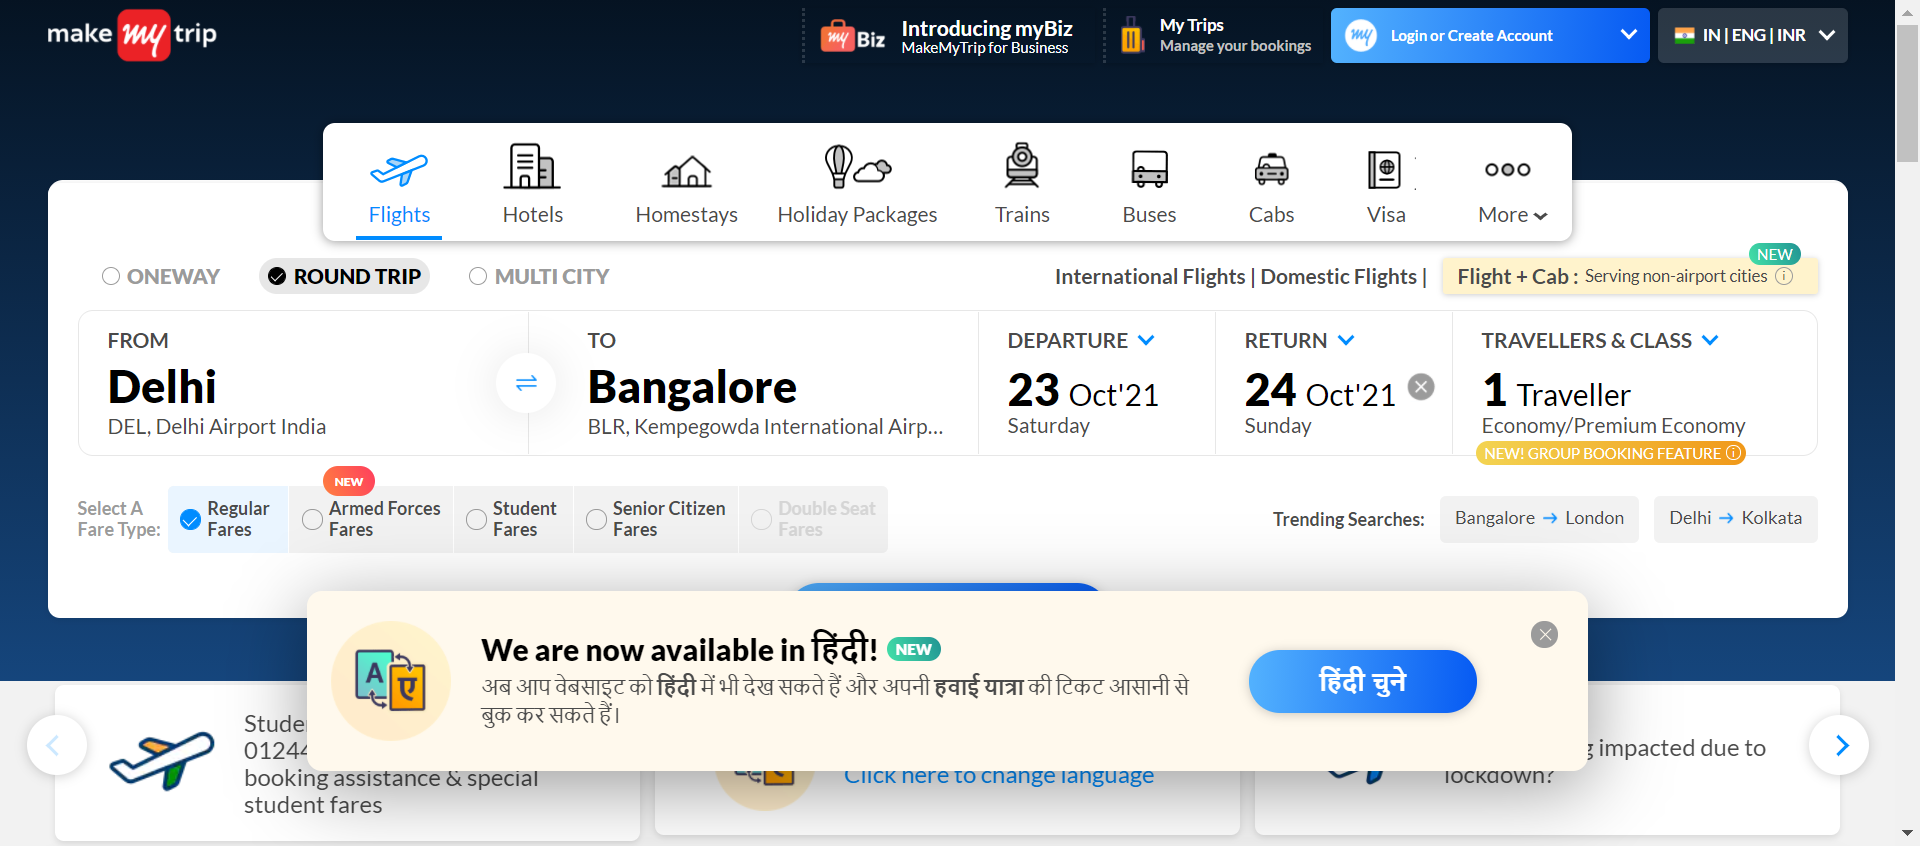 make my trip
my Biz
Introducing myBiz
MakeMyTrip for Business
My Trips
Manage your bookings
my Login or Create Account
IN | ENG | INR
Flights
Hotels
Homestays
Holiday Packages
Trains
Buses
Cabs
Visa
More
ONEWAY
ROUND TRIP
MULTI CITY
International Flights | Domestic Flights |
NEW
Flight + Cab : Serving non-airport cities
FROM
Delhi
DEL, Delhi Airport India
TO
Bangalore
BLR, Kempegowda International Airp...
DEPARTURE
23 Oct'21
Saturday
RETURN
24 Oct'21
Sunday
TRAVELLERS & CLASS
1 Traveller
Economy/Premium Economy
NEW! GROUP BOOKING FEATURE
Select A
Fare Type:
Regular
Fares
NEW
Armed Forces
Fares
Student
Fares
Senior Citizen
Fares
Double Seat
Fares
Trending Searches:
Bangalore → London
Delhi → Kolkata
A ए
We are now available in हिंदी! NEW
अब आप वेबसाइट को हिंदी में भी देख सकते हैं और अपनी हवाई यात्रा की टिकट आसानी से
बुक कर सकते हैं।
हिंदी चुने
0124
booking assistance & special
student fares
Click here to change language
impacted due to
lockdown?